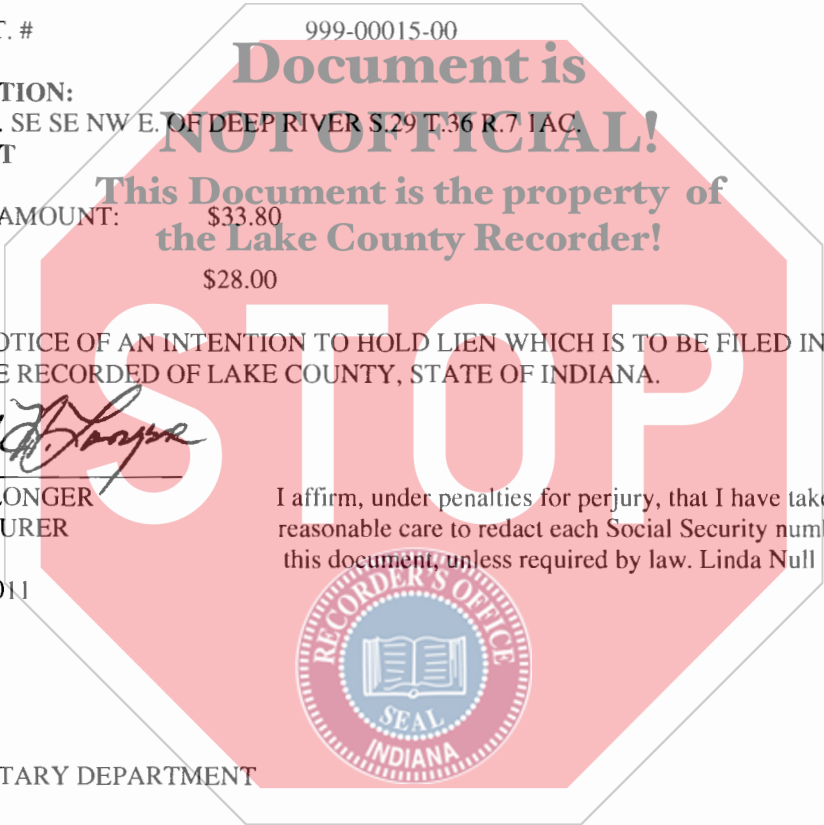 T. # 999-00015-00
Document is
TION:
. SE SE NW E. OF DEEP RIVER S.29 T.36 R.7 1AC.
NOT OFFICIAL!
T
This Document is the property of
AMOUNT: $33.80
the Lake County Recorder!
$28.00
OTICE OF AN INTENTION TO HOLD LIEN WHICH IS TO BE FILED IN
E RECORDED OF LAKE COUNTY, STATE OF INDIANA.
STOP
LONGER
URER
I affirm, under penalties for perjury, that I have take
reasonable care to redact each Social Security numb
this document, unless required by law. Linda Null
011
RECORDER'S OFFICE
SEAL
INDIANA
TARY DEPARTMENT